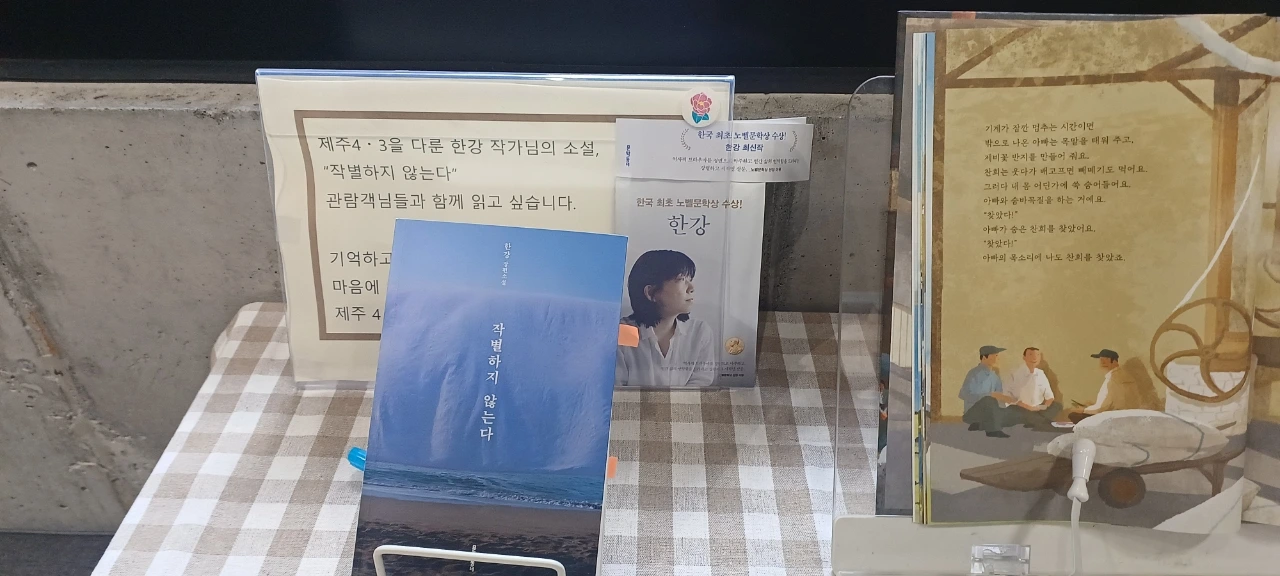 제주4・3을 다룬 한강 작가님의 소설,
"작별하지 않는다"
관람객님들과 함께 읽고 싶습니다.
기억하고
마음에
제주 4
한국 최초 노벨문학상 수상!
한강 최신작
한국 최초 노벨문학상 수상!
한강
한강 장편소설
작별하지 않는다
기계가 잠깐 멈추는 시간이면
밖으로 나온 아빠는 목말을 태워 주고,
제비꽃 반지를 만들어 줘요.
찬희는 웃다가 배고프면 삐삐기도 먹어요.
그러다 내 몸 어딘가에 쏙 숨어들어요.
아빠와 숨바꼭질을 하는 거예요.
"찾았다!"
아빠가 숨은 찬희를 찾았어요.
"찾았다!"
아빠의 목소리에 나도 찬희를 찾았죠.